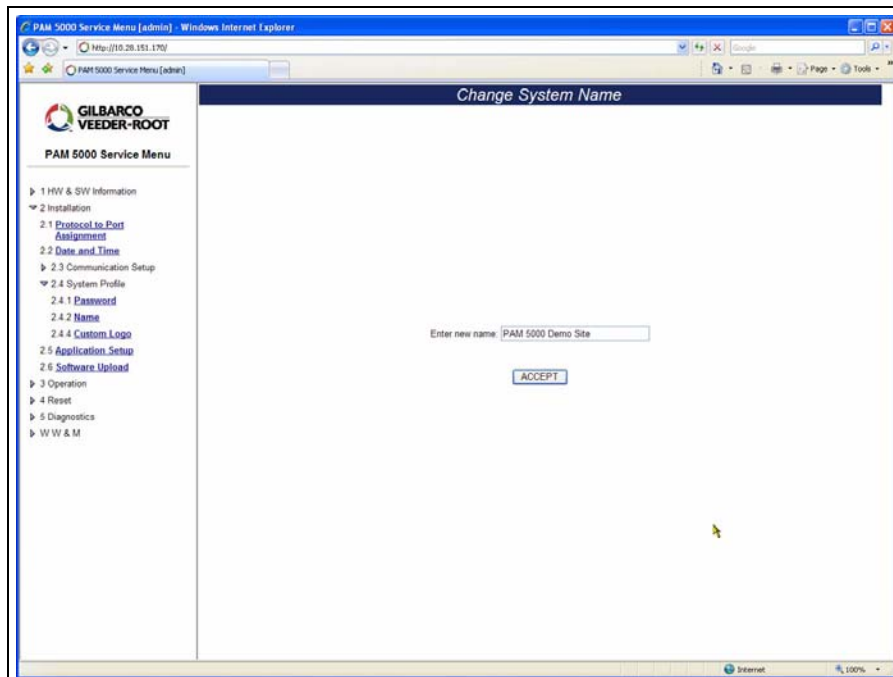 PAM 5000 Service Menu [admin] - Windows Internet Explorer
http://10.28.151.170/
Google
PAM 5000 Service Menu [admin]
Page
Tools
GILBARCO
VEEDER-ROOT
PAM 5000 Service Menu
1 HW & SW Information
2 Installation
2.1 Protocol to Port
Assignment
2.2 Date and Time
2.3 Communication Setup
2.4 System Profile
2.4.1 Password
2.4.2 Name
2.4.4 Custom Logo
2.5 Application Setup
2.6 Software Upload
3 Operation
4 Reset
5 Diagnostics
W W & M
Change System Name
Enter new name: PAM 5000 Demo Site
ACCEPT
Internet
100%